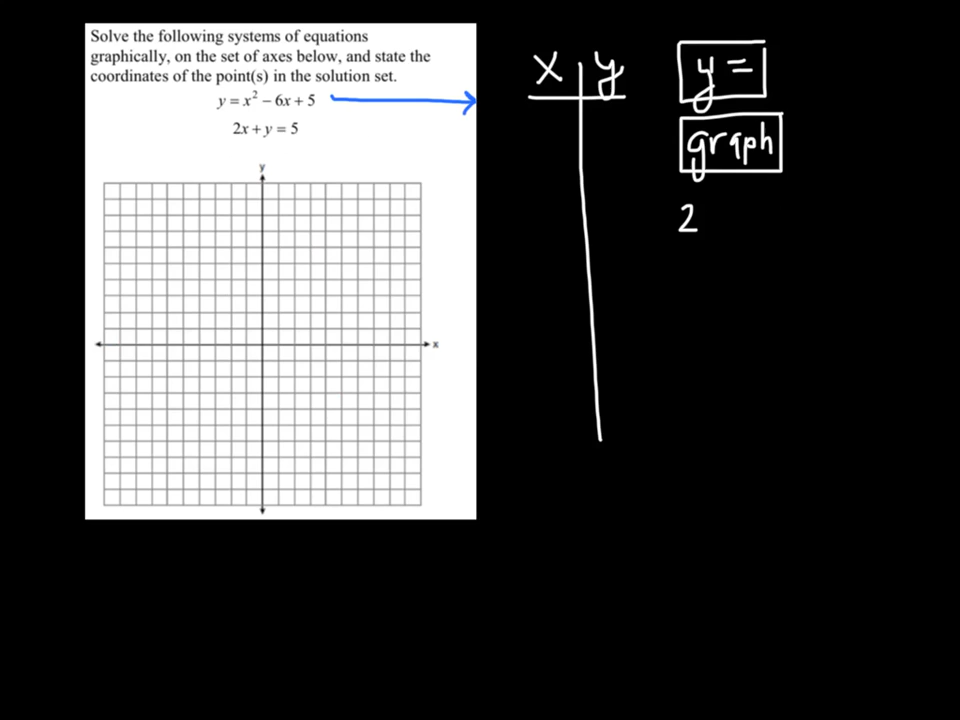 Solve the following systems of equations
graphically, on the set of axes below, and state the
coordinates of the point(s) in the solution set.
y = x² − 6x + 5
2x + y = 5
y
x
x y
y =
graph
2